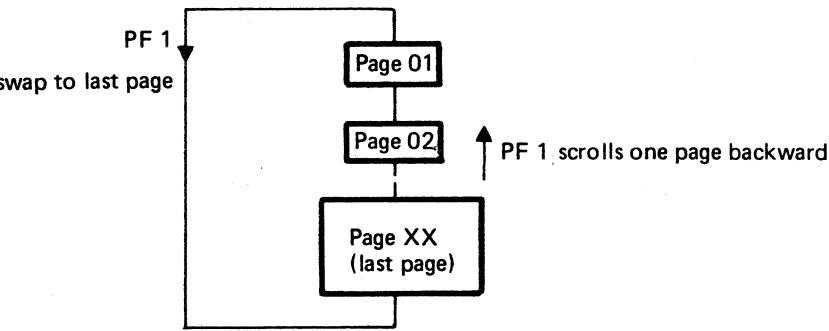 PF 1
swap to last page
Page 01
Page 02
PF 1 scrolls one page backward
Page XX
(last page)